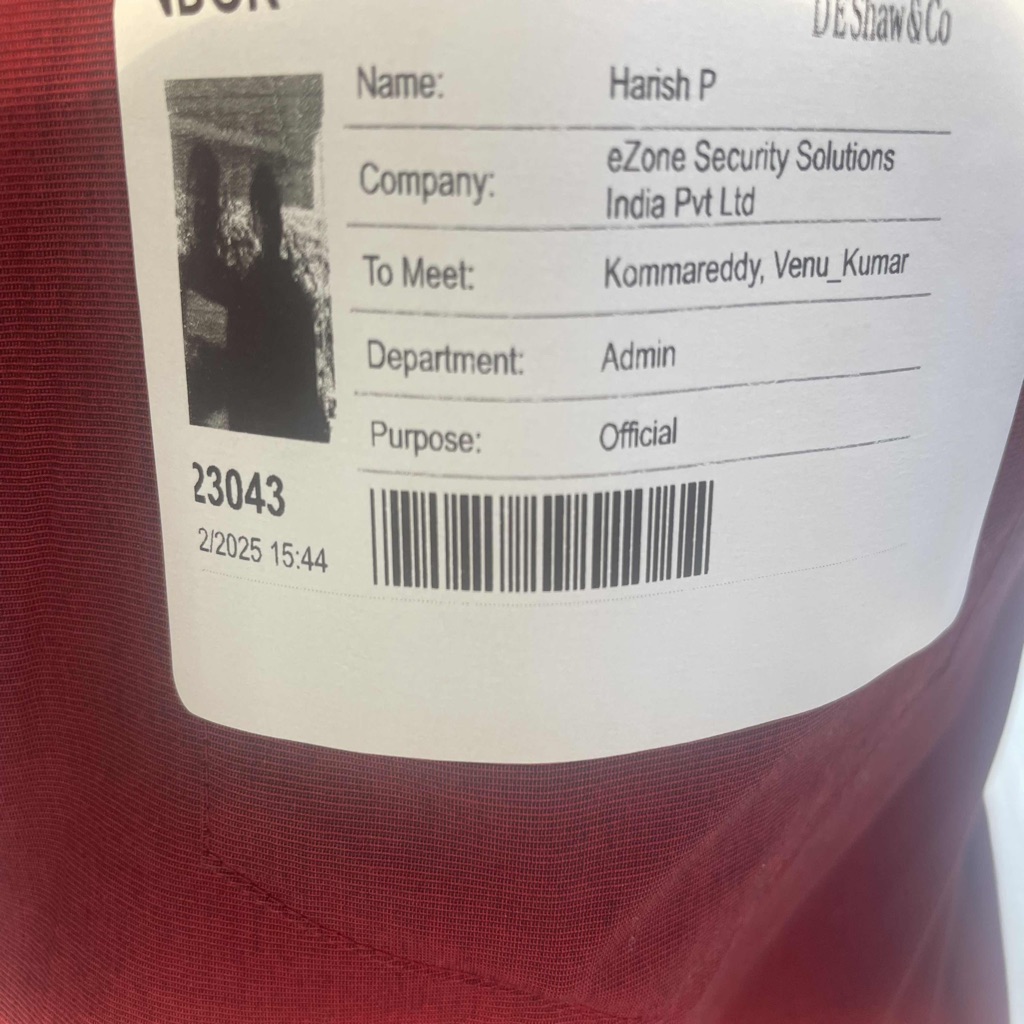 DEShaw&Co
Name: Harish P
Company: eZone Security Solutions
India Pvt Ltd
To Meet: Kommareddy, Venu_Kumar
Department: Admin
Purpose: Official
23043
2/2025 15:44